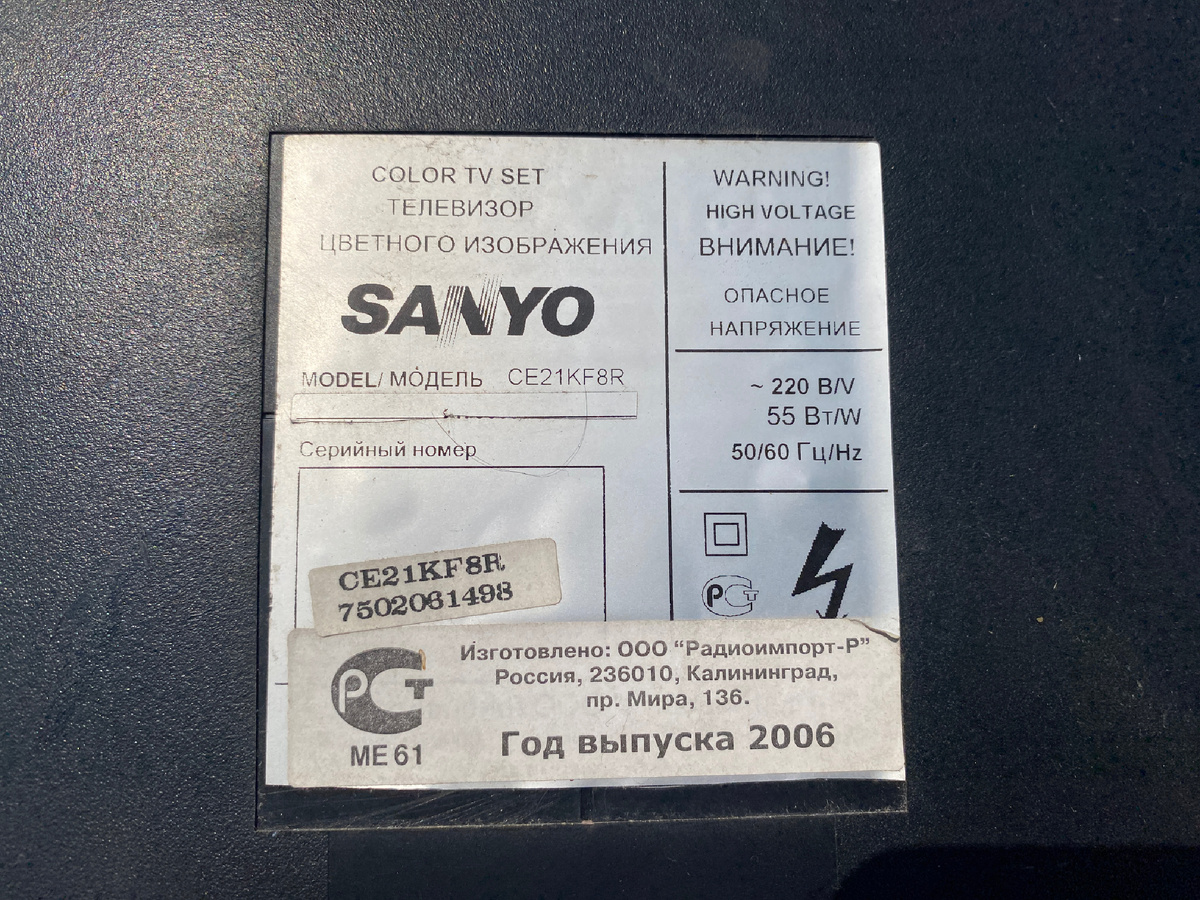 COLOR TV SET
ТЕЛЕВИЗОР
ЦВЕТНОГО ИЗОБРАЖЕНИЯ
SANYO
MODEL/ МОДЕЛЬ CE21KF8R
Серийный номер
CE21KF8R
7502061498
WARNING!
HIGH VOLTAGE
ВНИМАНИЕ!
ОПАСНОЕ
НАПРЯЖЕНИЕ
~ 220 В/V
55 Вт/W
50/60 Гц/Hz
РСТ
РСТ
ME 61
Изготовлено: ООО "Радиоимпорт-Р"
Россия, 236010, Калининград,
пр. Мира, 136.
Год выпуска 2006